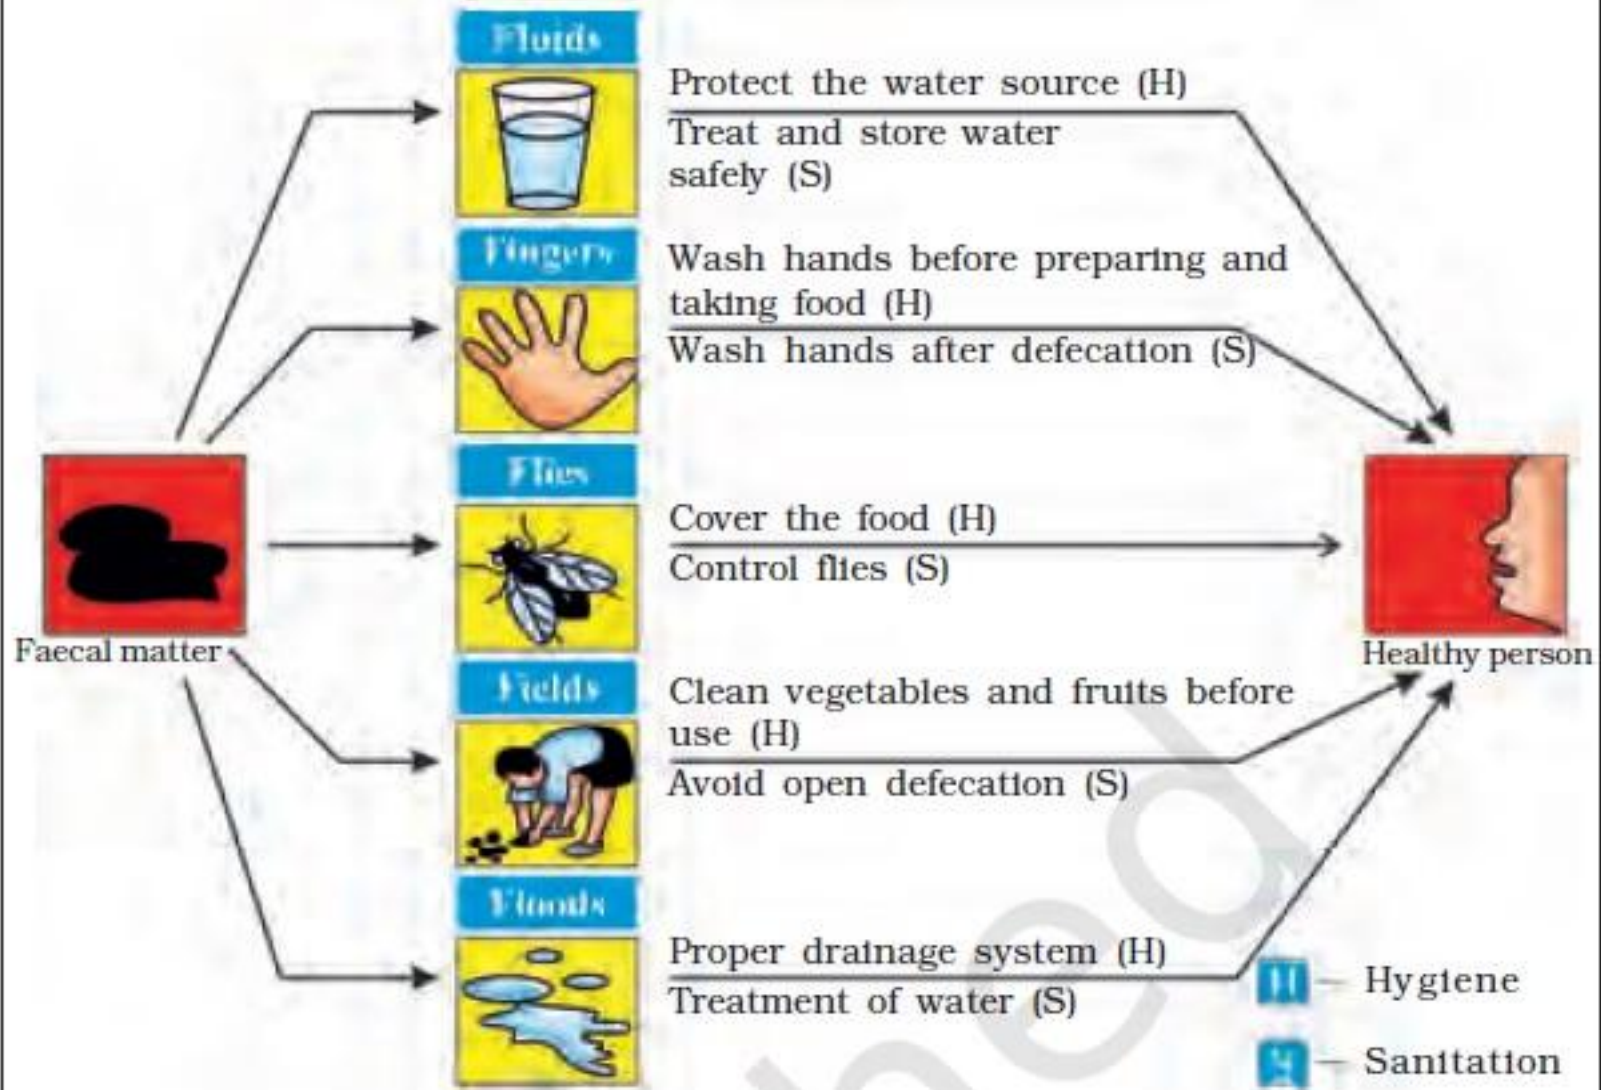 Fluids
Protect the water source (H)
Treat and store water
safely (S)
Fingers
Wash hands before preparing and
taking food (H)
Wash hands after defecation (S)
Flies
Cover the food (H)
Control flies (S)
Faecal matter
Healthy person
Fields
Clean vegetables and fruits before
use (H)
Avoid open defecation (S)
Floods
Proper drainage system (H)
Treatment of water (S)
H – Hygiene
S – Sanitation
hed